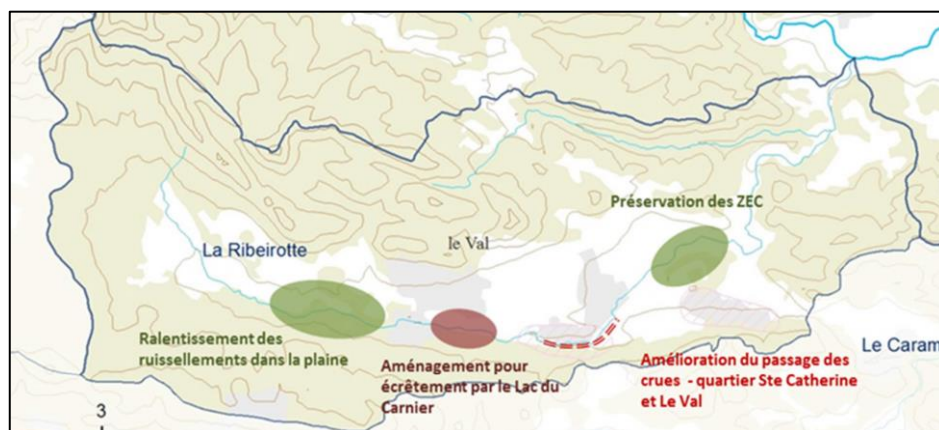 Préservation des ZEC
le Val
La Ribeirotte
Ralentissement des
ruissellements dans la plaine
Aménagement pour
écrêtement par le Lac du
Carnier
Amélioration du passage des
crues - quartier Ste Catherine
et Le Val
Le Caram
3